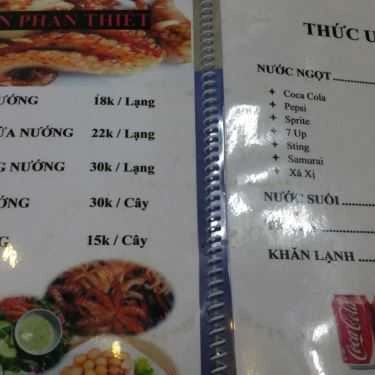 N PHAN THIẾT
ƯỚNG 18k / Lạng
ỮA NƯỚNG 22k / Lạng
G NƯỚNG 30k / Lạng
ỚNG 30k / Cây
G 15k / Cây
THỨC U
NƯỚC NGỌT
Coca Cola
Pepsi
Sprite
7 Up
Sting
Samurai
Xá Xị
NƯỚC SUỐI
KHĂN LẠNH
Coca-Cola